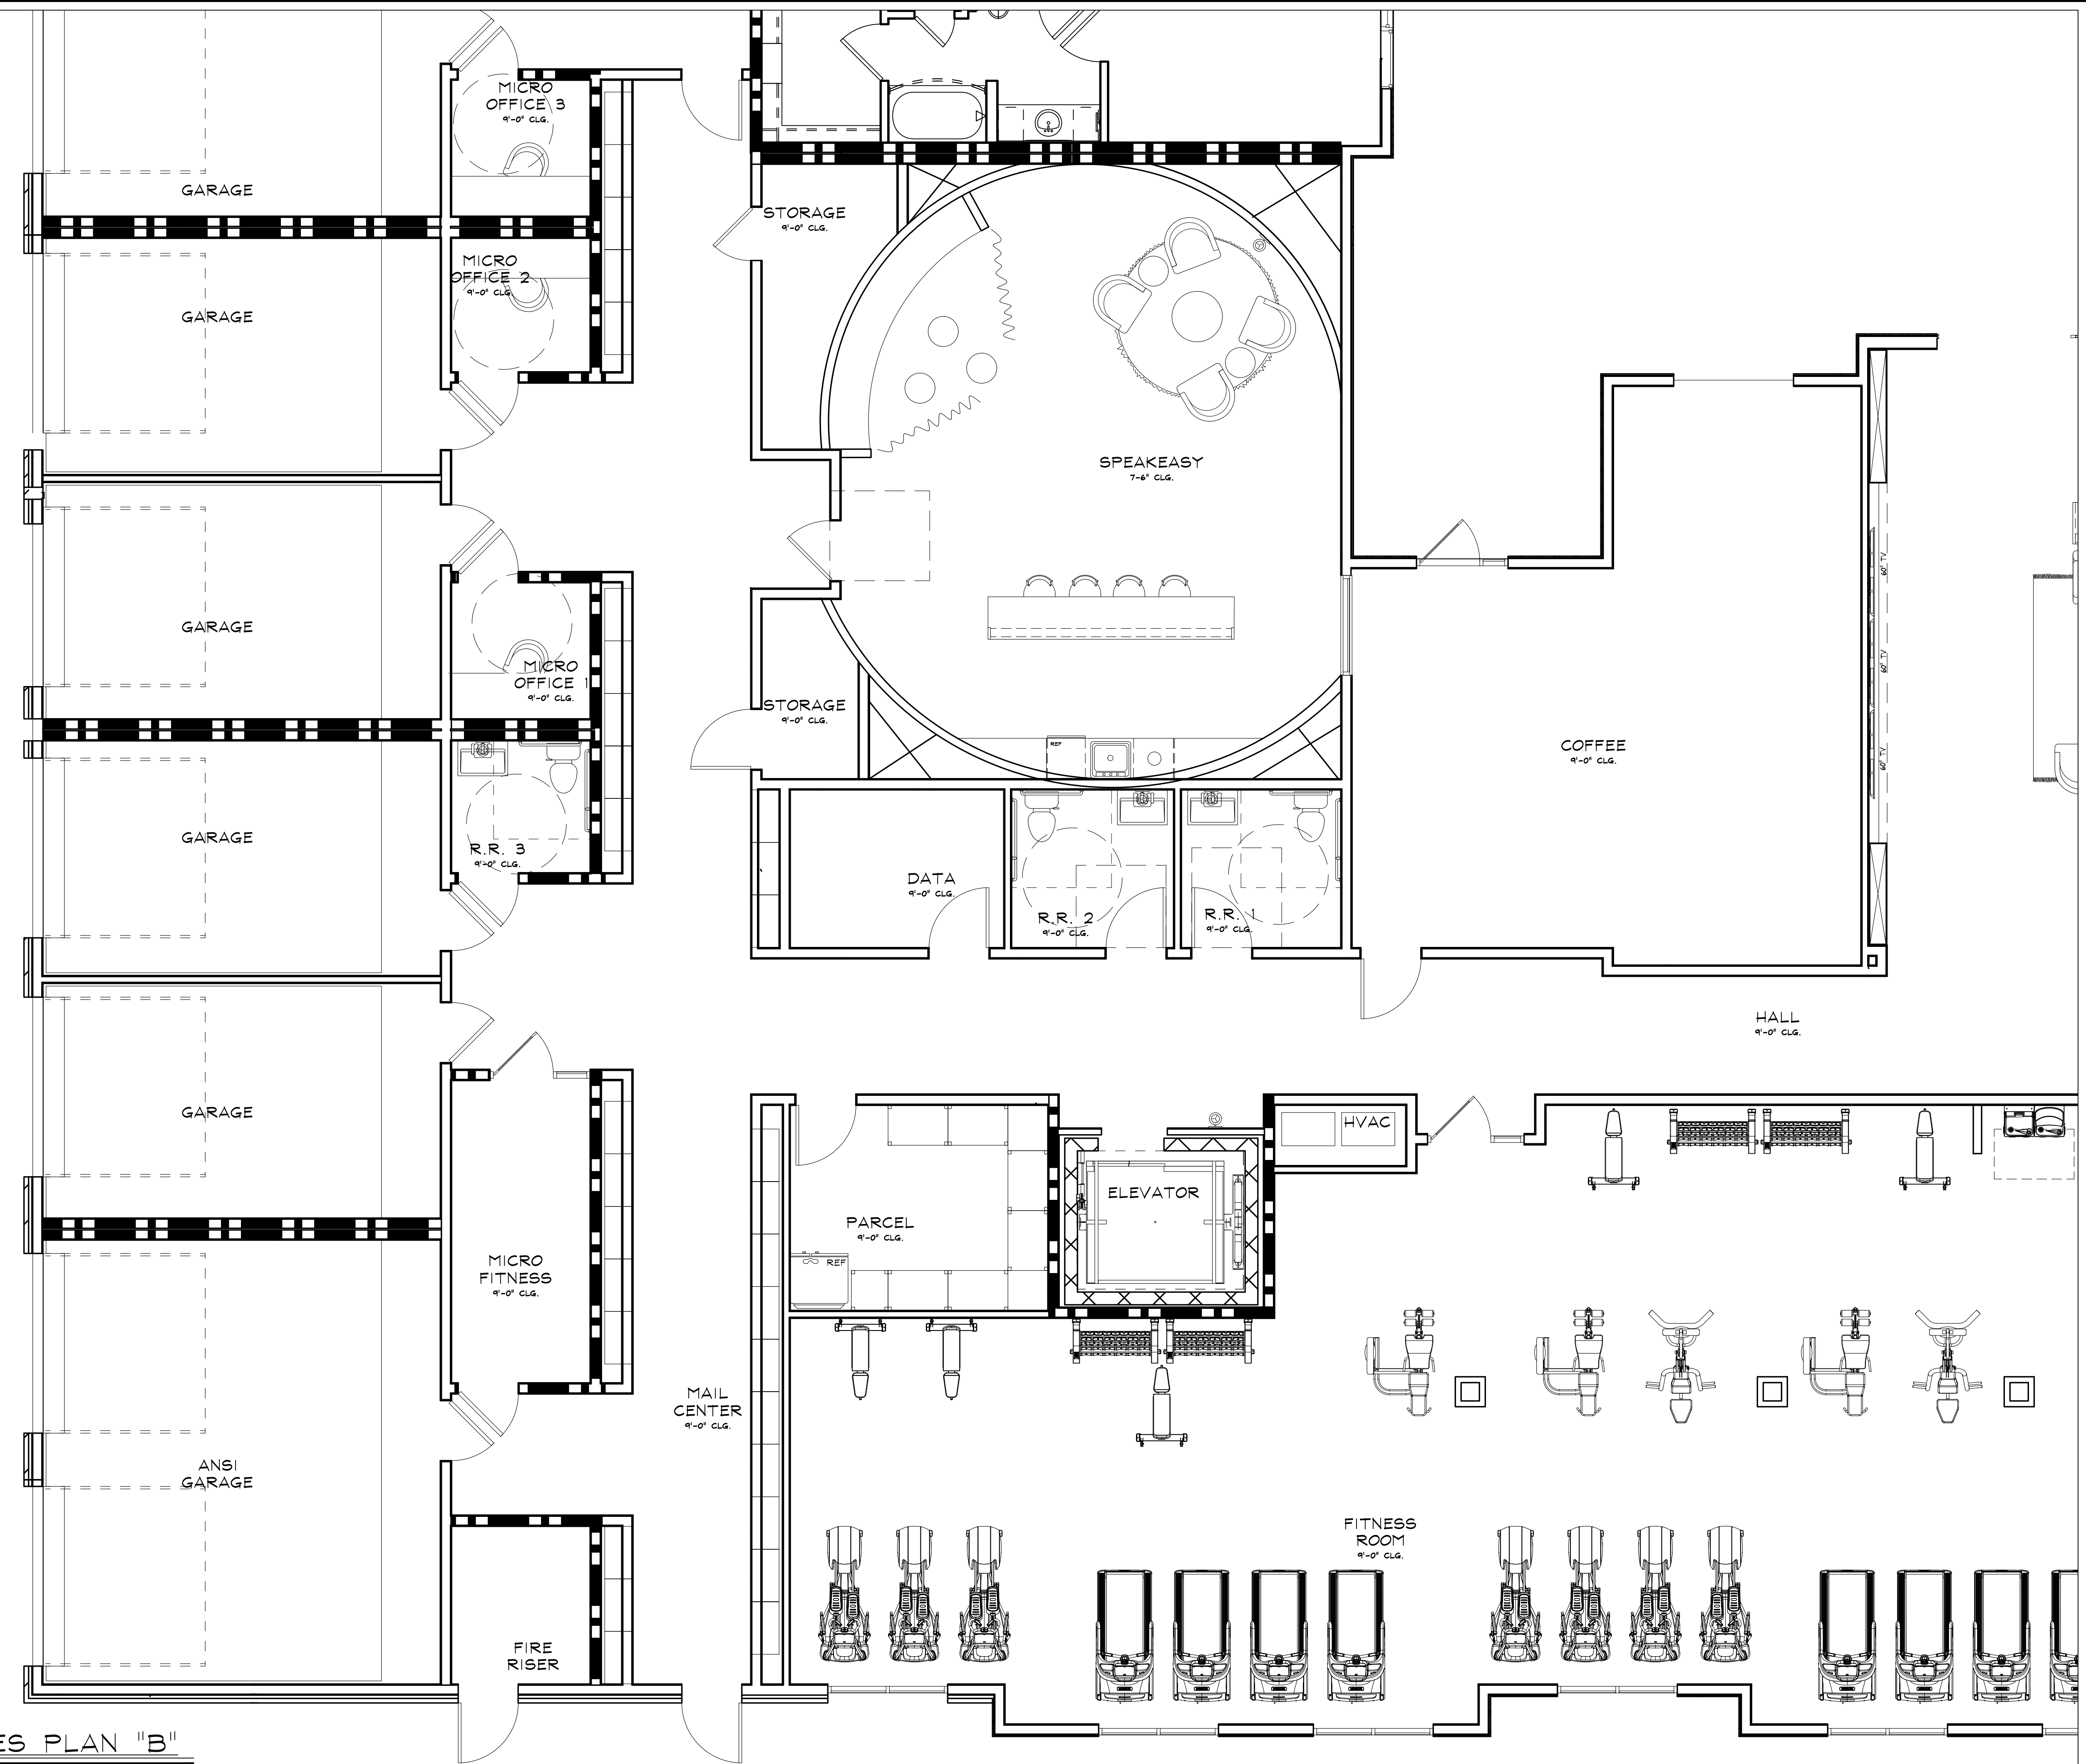 MICRO
OFFICE 3
9'-0" CLG.
GARAGE
STORAGE
9'-0" CLG.
MICRO
OFFICE 2
9'-0" CLG.
GARAGE
SPEAKEASY
7-6" CLG.
60" TV
GARAGE
MICRO
OFFICE 1
9'-0" CLG.
60" TV
STORAGE
9'-0" CLG.
REF
COFFEE
9'-0" CLG.
60" TV
GARAGE
R.R. 3
9'-0" CLG.
DATA
9'-0" CLG.
R.R. 2
9'-0" CLG.
R.R. 1
9'-0" CLG.
HALL
9'-0" CLG.
GARAGE
HVAC
ELEVATOR
PARCEL
9'-0" CLG.
REF
MICRO
FITNESS
9'-0" CLG.
MAIL
CENTER
9'-0" CLG.
ANSI
GARAGE
FITNESS
ROOM
9'-0" CLG.
FIRE
RISER
ES PLAN "B"